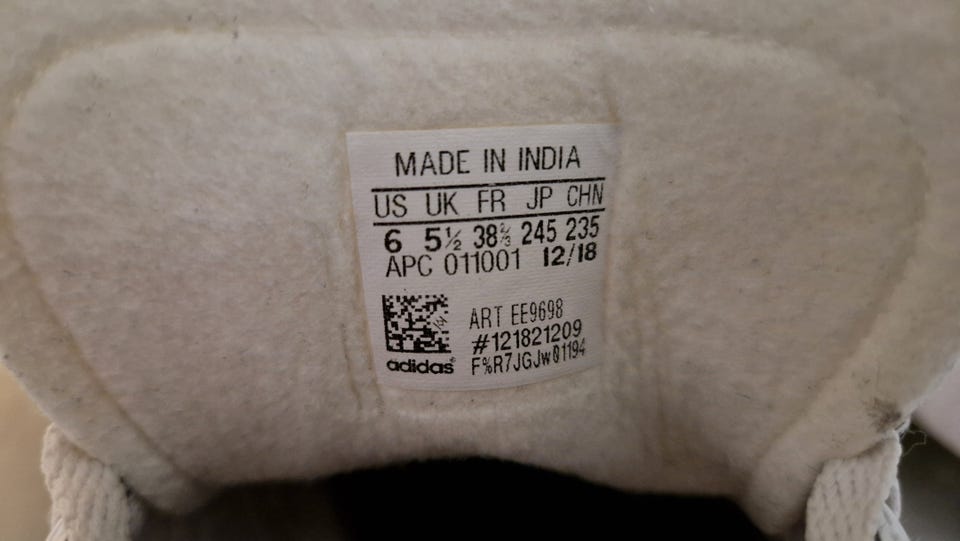 MADE IN INDIA
US UK FR JP CHN
6 5½ 38⅔ 245 235
APC 011001 12/18
ART EE9698
#121821209
adidas® F%R7JGJw01194